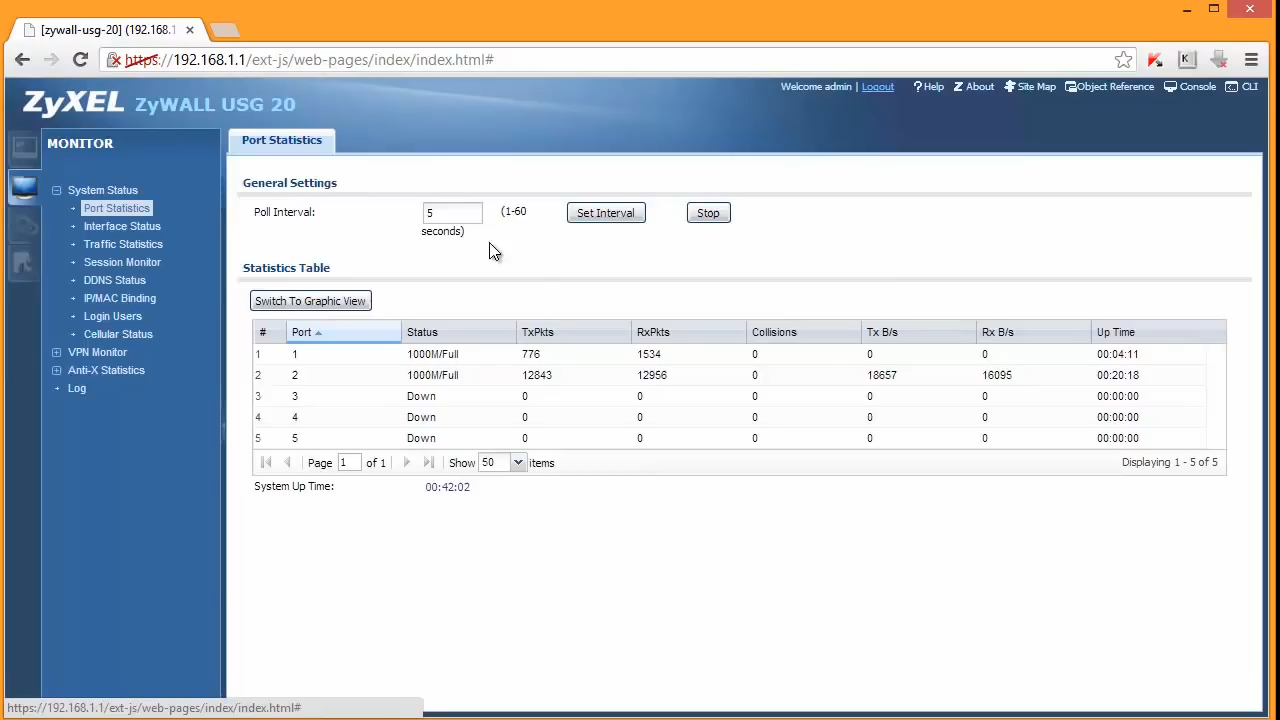 [zywall-usg-20] (192.168.1
https://192.168.1.1/ext-js/web-pages/index/index.html#
ZyXEL ZyWALL USG 20
Welcome admin | Logout ?Help Z About Site Map Object Reference Console CLI
MONITOR
System Status
Port Statistics
Interface Status
Traffic Statistics
Session Monitor
DDNS Status
IP/MAC Binding
Login Users
Cellular Status
VPN Monitor
Anti-X Statistics
Log
Port Statistics
General Settings
Poll Interval: 5 (1-60 seconds) Set Interval Stop
Statistics Table
Switch To Graphic View
# Port Status TxPkts RxPkts Collisions Tx B/s Rx B/s Up Time
1 1 1000M/Full 776 1534 0 0 0 00:04:11
2 2 1000M/Full 12843 12956 0 18657 16095 00:20:18
3 3 Down 0 0 0 0 0 00:00:00
4 4 Down 0 0 0 0 0 00:00:00
5 5 Down 0 0 0 0 0 00:00:00
Page 1 of 1 Show 50 items Displaying 1 - 5 of 5
System Up Time: 00:42:02
https://192.168.1.1/ext-js/web-pages/index/index.html#